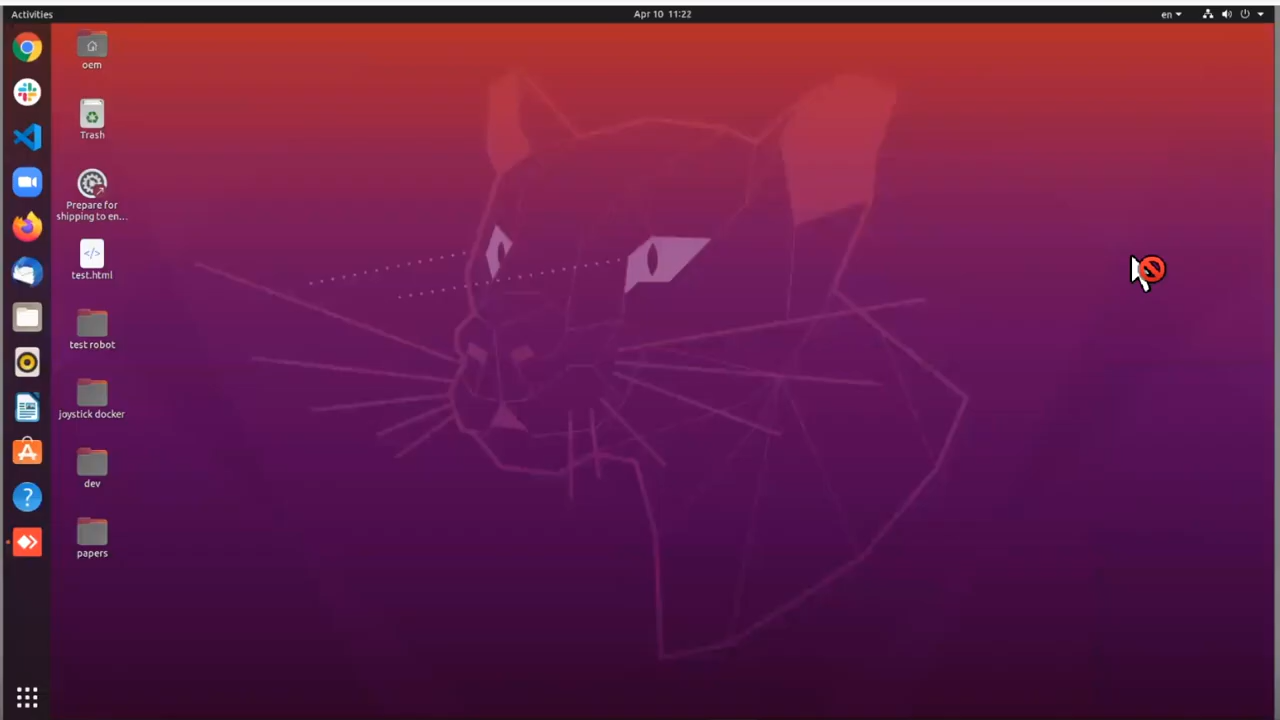 Activities
Apr 10 11:22
en
oem
Trash
Prepare for
shipping to en...
test.html
test robot
joystick docker
dev
papers